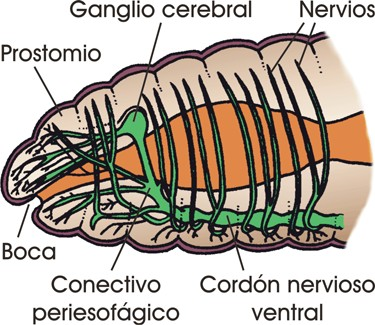 Ganglio cerebral
Nervios
Prostomio
Boca
Conectivo
periesofágico
Cordón nervioso
ventral